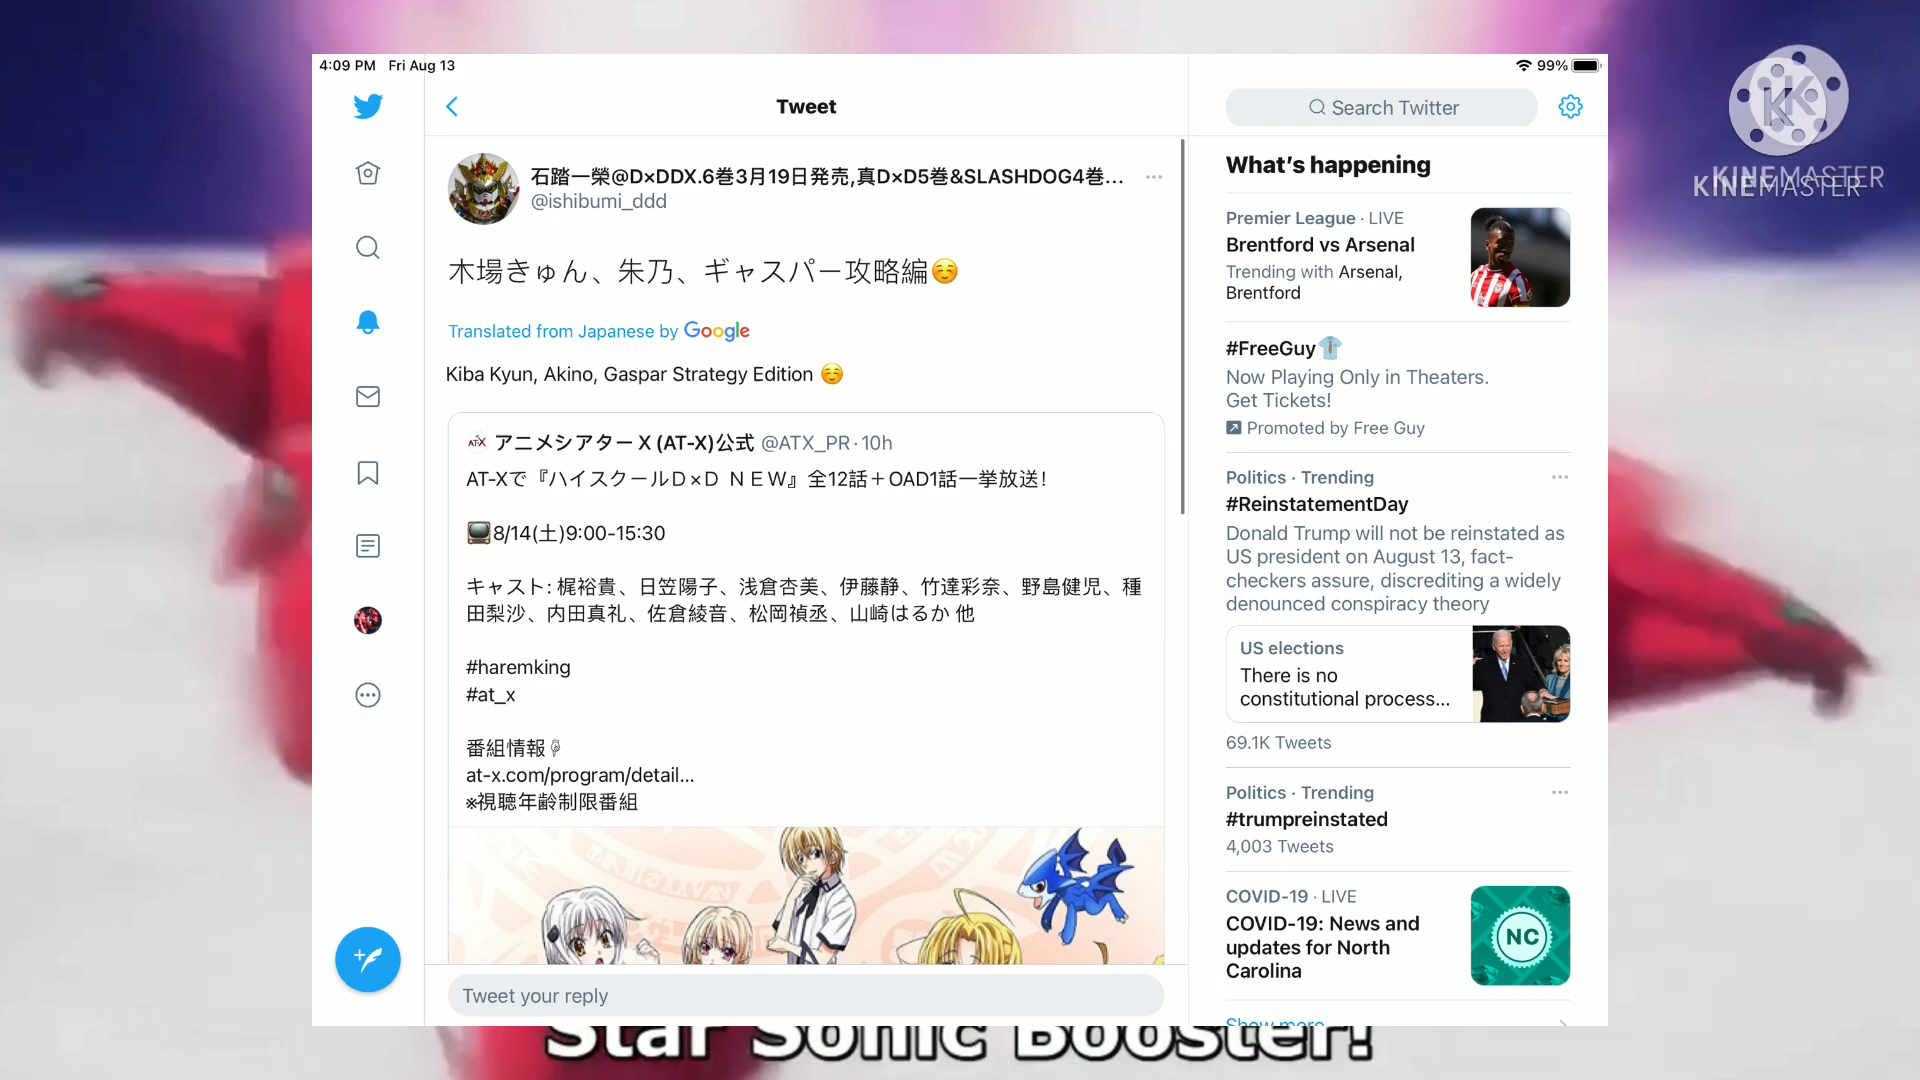 4:09 PM Fri Aug 13
99%
Tweet
Search Twitter
石踏一榮@D×DDX.6巻3月19日発売,真D×D5巻&SLASHDOG4巻...
@ishibumi_ddd
木場きゅん、朱乃、ギャスパー攻略編☺️
Translated from Japanese by Google
Kiba Kyun, Akino, Gaspar Strategy Edition ☺️
AT-X アニメシアターX(AT-X)公式 @ATX_PR · 10h
AT-Xで『ハイスクールD×D NEW』全12話＋OAD1話一挙放送！
📺8/14(土)9:00-15:30
キャスト: 梶裕貴、日笠陽子、浅倉杏美、伊藤静、竹達彩奈、野島健児、種
田梨沙、内田真礼、佐倉綾音、松岡禎丞、山崎はるか 他
#haremking
#at_x
番組情報☟
at-x.com/program/detail...
※視聴年齢制限番組
Tweet your reply
What's happening
Premier League · LIVE
Brentford vs Arsenal
Trending with Arsenal,
Brentford
#FreeGuy👔
Now Playing Only in Theaters.
Get Tickets!
Promoted by Free Guy
Politics · Trending
#ReinstatementDay
Donald Trump will not be reinstated as
US president on August 13, fact-
checkers assure, discrediting a widely
denounced conspiracy theory
US elections
There is no
constitutional process...
69.1K Tweets
Politics · Trending
#trumpreinstated
4,003 Tweets
COVID-19 · LIVE
COVID-19: News and
updates for North
Carolina
NC
Show more
KINEMASTER
KINEMASTER
Star Sonic Booster!